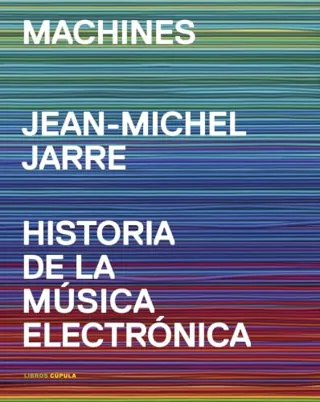 MACHINES
JEAN-MICHEL
JARRE
HISTORIA
DE LA
MÚSICA
ELECTRÓNICA
LIBROS CÚPULA